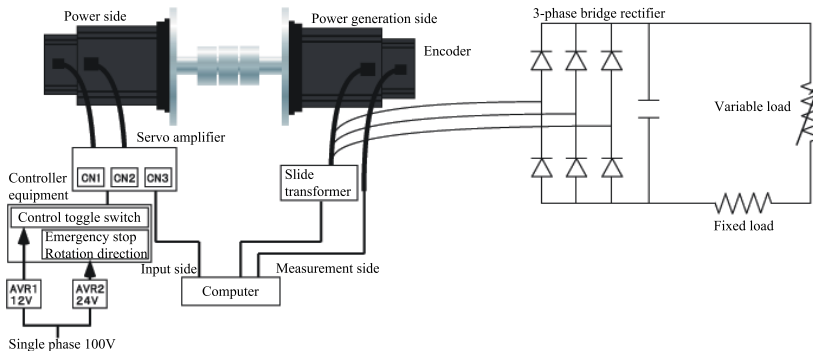 Power side
Power generation side
3-phase bridge rectifier
Encoder
Variable load
Servo amplifier
CN1
CN2
CN3
Slide
transformer
Controller
equipment
Control toggle switch
Emergency stop
Rotation direction
Fixed load
Input side
Measurement side
AVR1
12V
AVR2
24V
Computer
Single phase 100V